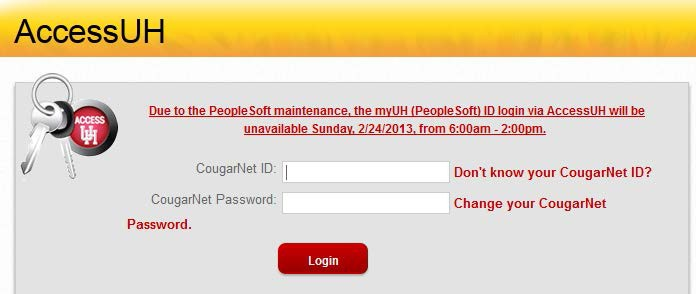 AccessUH
ACCESS
UH
Due to the PeopleSoft maintenance, the myUH (PeopleSoft) ID login via AccessUH will be
unavailable Sunday, 2/24/2013, from 6:00am - 2:00pm.
CougarNet ID: Don't know your CougarNet ID?
CougarNet Password: Change your CougarNet
Password.
Login